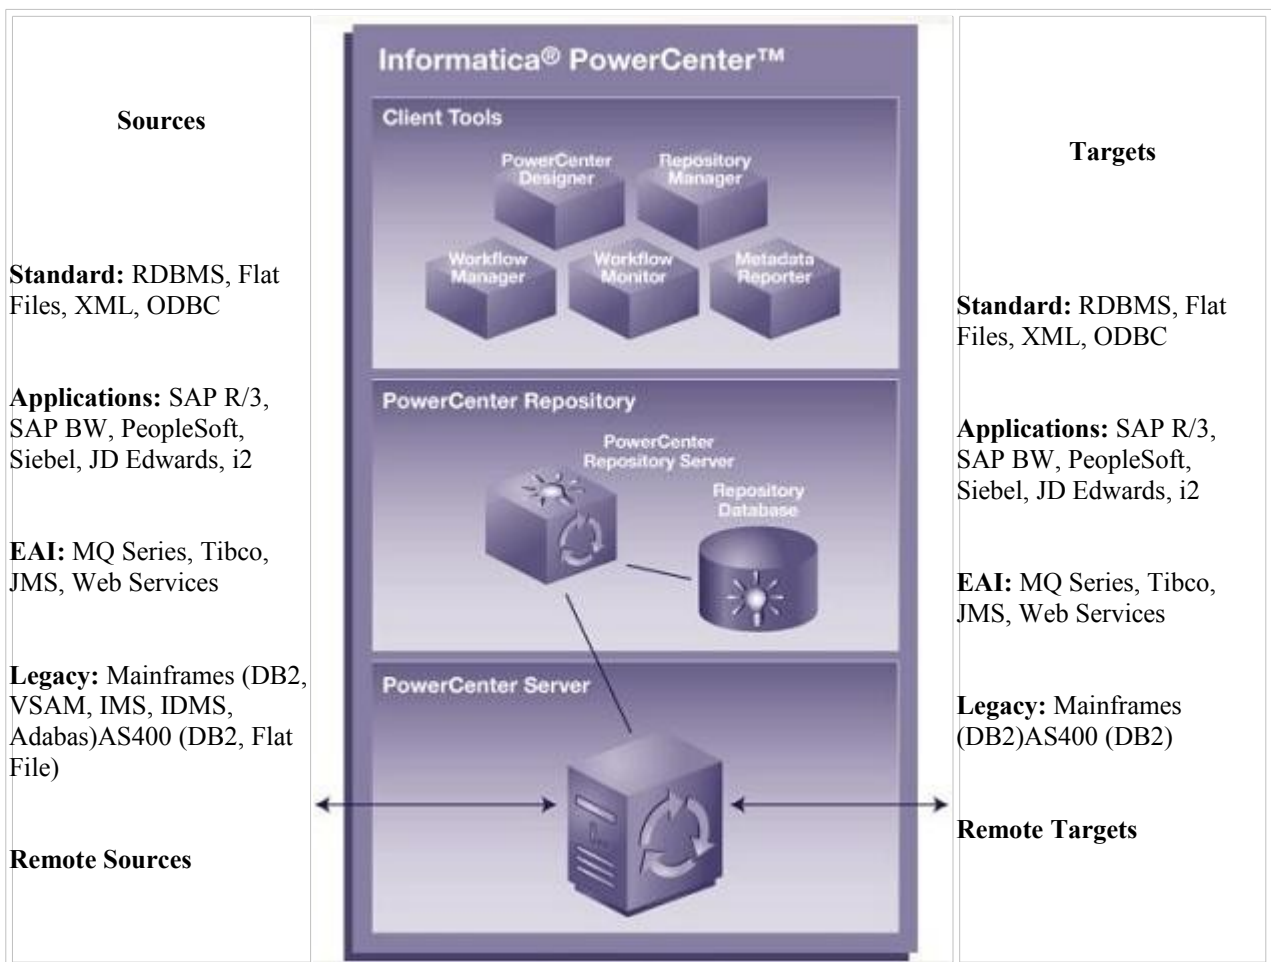 Sources
Standard: RDBMS, Flat
Files, XML, ODBC
Applications: SAP R/3,
SAP BW, PeopleSoft,
Siebel, JD Edwards, i2
EAI: MQ Series, Tibco,
JMS, Web Services
Legacy: Mainframes (DB2,
VSAM, IMS, IDMS,
Adabas)AS400 (DB2, Flat
File)
Remote Sources
Informatica® PowerCenter™
Client Tools
PowerCenter
Designer
Repository
Manager
Workflow
Manager
Workflow
Monitor
Metadata
Reporter
PowerCenter Repository
PowerCenter
Repository Server
Repository
Database
PowerCenter Server
Targets
Standard: RDBMS, Flat
Files, XML, ODBC
Applications: SAP R/3,
SAP BW, PeopleSoft,
Siebel, JD Edwards, i2
EAI: MQ Series, Tibco,
JMS, Web Services
Legacy: Mainframes
(DB2)AS400 (DB2)
Remote Targets